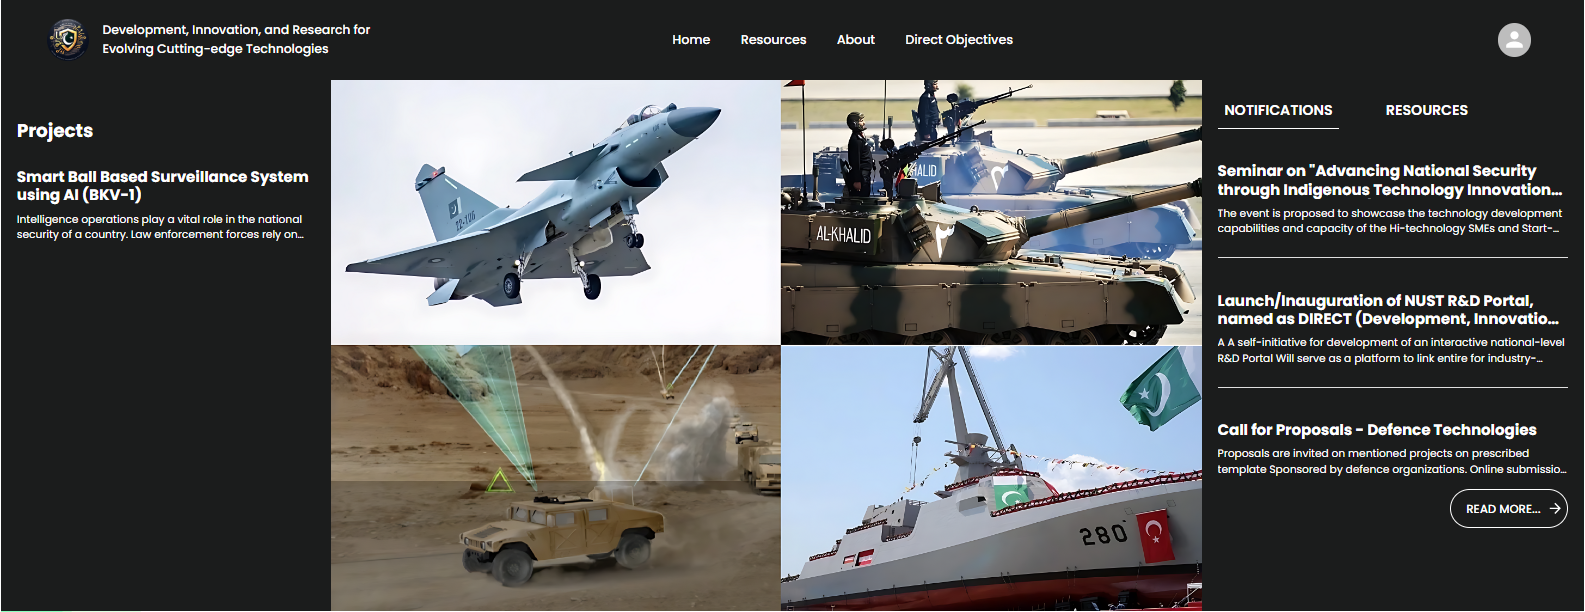 Development, Innovation, and Research for
Evolving Cutting-edge Technologies
Home
Resources
About
Direct Objectives
Projects
Smart Ball Based Surveillance System
using AI (BKV-1)
Intelligence operations play a vital role in the national
security of a country. Law enforcement forces rely on...
22-106
KHALID
AL-KHALID
٣
٣
280
NOTIFICATIONS
RESOURCES
Seminar on "Advancing National Security
through Indigenous Technology Innovation...
The event is proposed to showcase the technology development
capabilities and capacity of the Hi-technology SMEs and Start-...
Launch/Inauguration of NUST R&D Portal,
named as DIRECT (Development, Innovatio...
A A self-initiative for development of an interactive national-level
R&D Portal Will serve as a platform to link entire for industry-...
Call for Proposals - Defence Technologies
Proposals are invited on mentioned projects on prescribed
template Sponsored by defence organizations. Online submissio...
READ MORE...